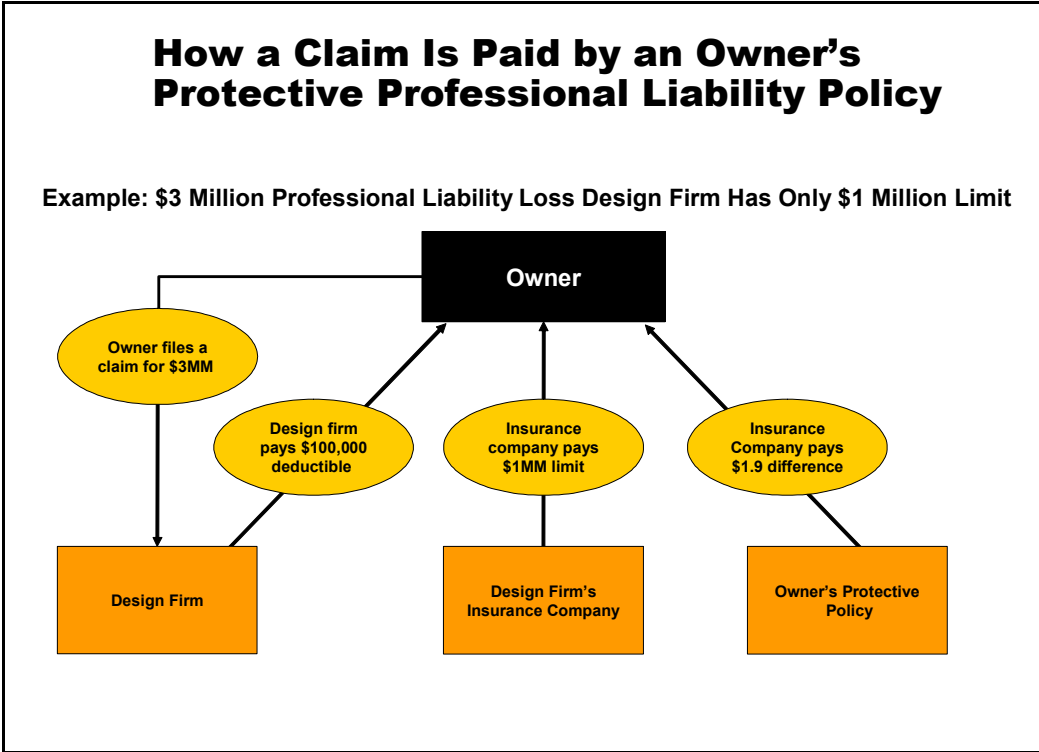 How a Claim Is Paid by an Owner’s
Protective Professional Liability Policy
Example: $3 Million Professional Liability Loss Design Firm Has Only $1 Million Limit
Owner
Owner files a
claim for $3MM
Design firm
pays $100,000
deductible
Insurance
company pays
$1MM limit
Insurance
Company pays
$1.9 difference
Design Firm
Design Firm’s
Insurance Company
Owner’s Protective
Policy